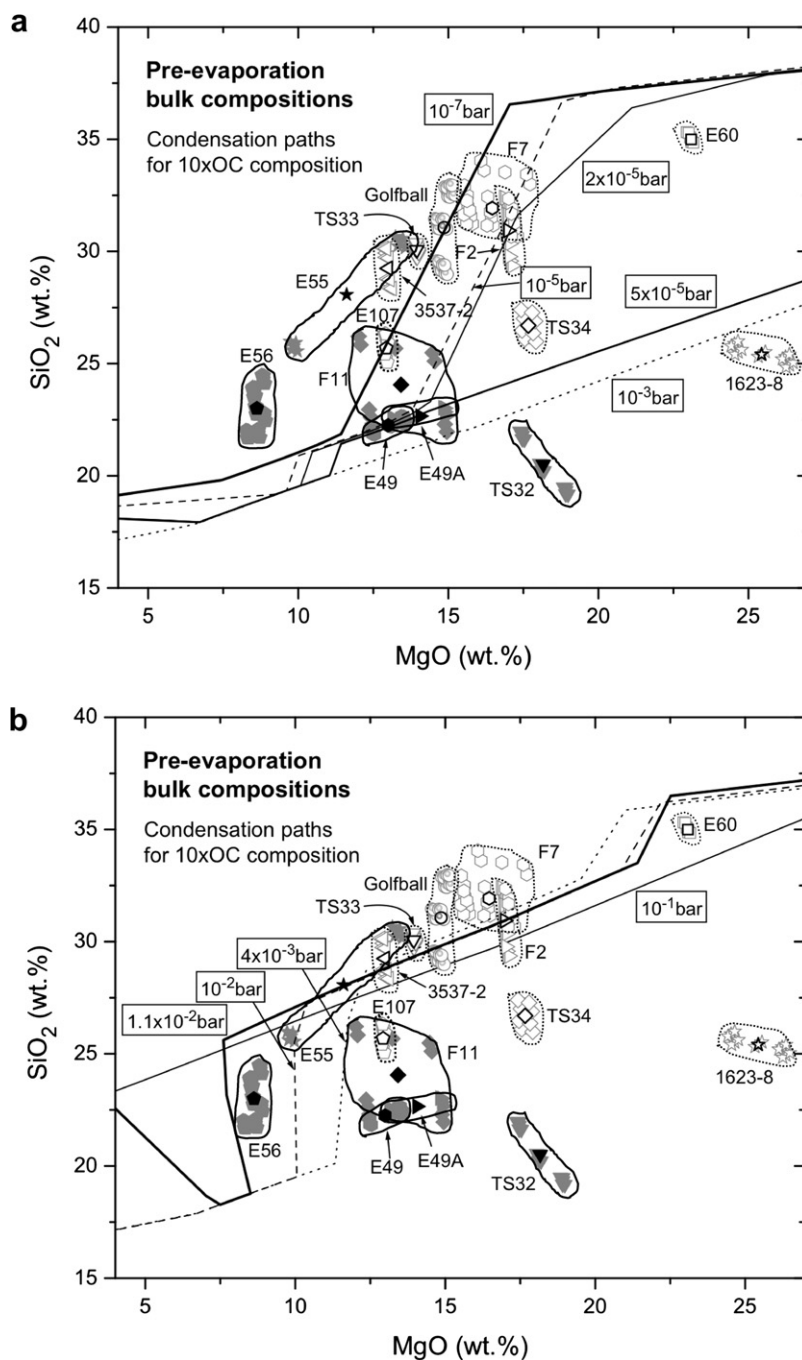 a
40
35
30
25
20
15
SiO₂ (wt.%)
Pre-evaporation
bulk compositions
Condensation paths
for 10xOC composition
10⁻⁷bar
F7
E60
2x10⁻⁵bar
Golfball
TS33
F2
E55
10⁻⁵bar
5x10⁻⁵bar
3537-2
E107
TS34
E56
F11
1623-8
10⁻³bar
E49
E49A
TS32
5
10
15
20
25
MgO (wt.%)
b
40
35
30
25
20
15
SiO₂ (wt.%)
Pre-evaporation
bulk compositions
Condensation paths
for 10xOC composition
F7
E60
Golfball
TS33
10⁻¹bar
4x10⁻³bar
F2
10⁻²bar
3537-2
1.1x10⁻²bar
E107
TS34
E55
F11
1623-8
E56
E49
E49A
TS32
5
10
15
20
25
MgO (wt.%)